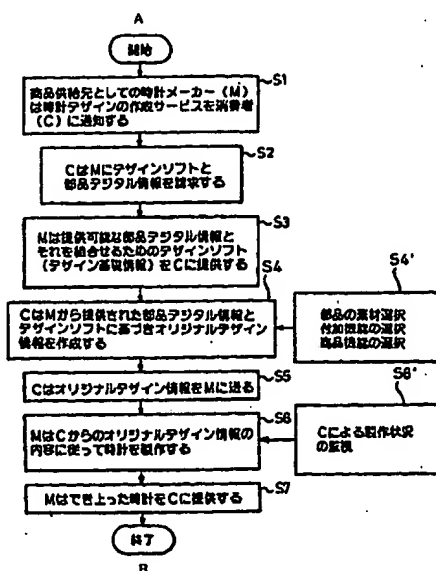 A
開始
S1
商品供給元としての時計メーカー(M)
は時計デザインの作成サービスを消費者
(C)に通知する
S2
CはMにデザインソフトと
部品デジタル情報を請求する
S3
Mは提供可能な部品デジタル情報と
それを組合せるためのデザインソフト
(デザイン基礎情報)をCに提供する
S4
CはMから提供された部品デジタル情報と
デザインソフトに基づきオリジナルデザイン
情報を作成する
S4'
部品の素材選択
付加機能の選択
商品機能の選択
S5
CはオリジナルデザインT情報をMに送る
S6
MはCからのオリジナルデザイン情報の
内容に従って時計を製作する
S6'
Cによる製作状況
の監視
S7
Mはでき上った時計をCに提供する
終了
B